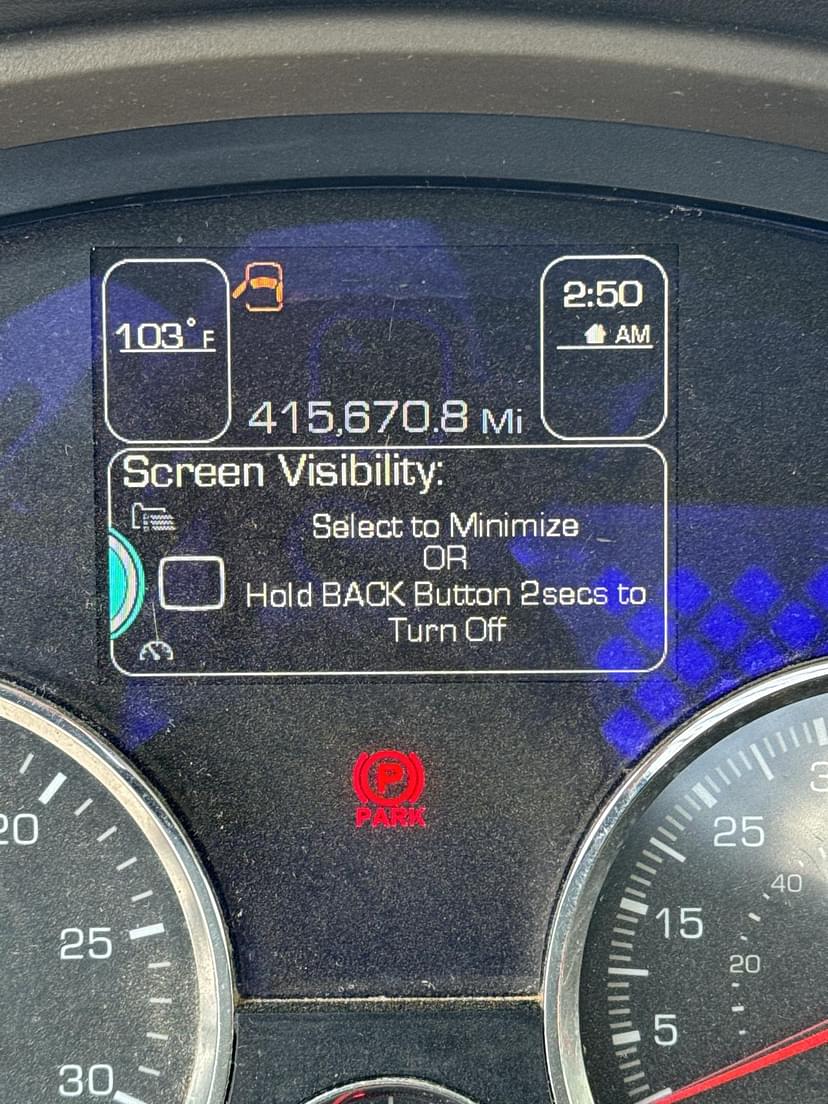 103°F
2:50
AM
415,670.8 Mi
Screen Visibility:
Select to Minimize
OR
Hold BACK Button 2secs to
Turn Off
P
PARK
20
25
30
25
40
15
20
5